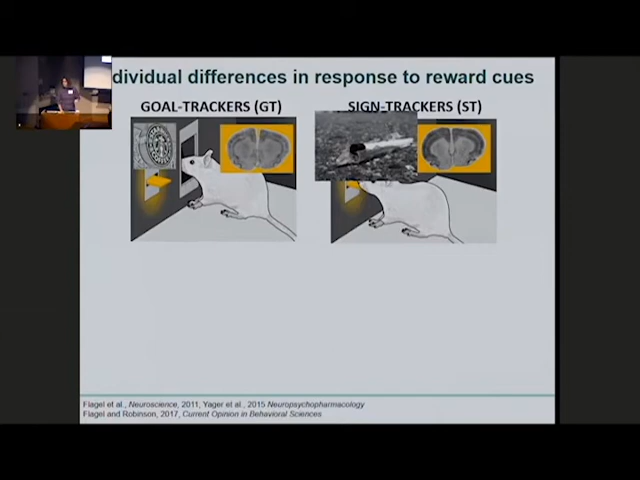 dividual differences in response to reward cues
GOAL-TRACKERS (GT)
SIGN-TRACKERS (ST)
Flagel et al., Neuroscience, 2011, Yager et al., 2015 Neuropsychopharmacology
Flagel and Robinson, 2017, Current Opinion in Behavioral Sciences